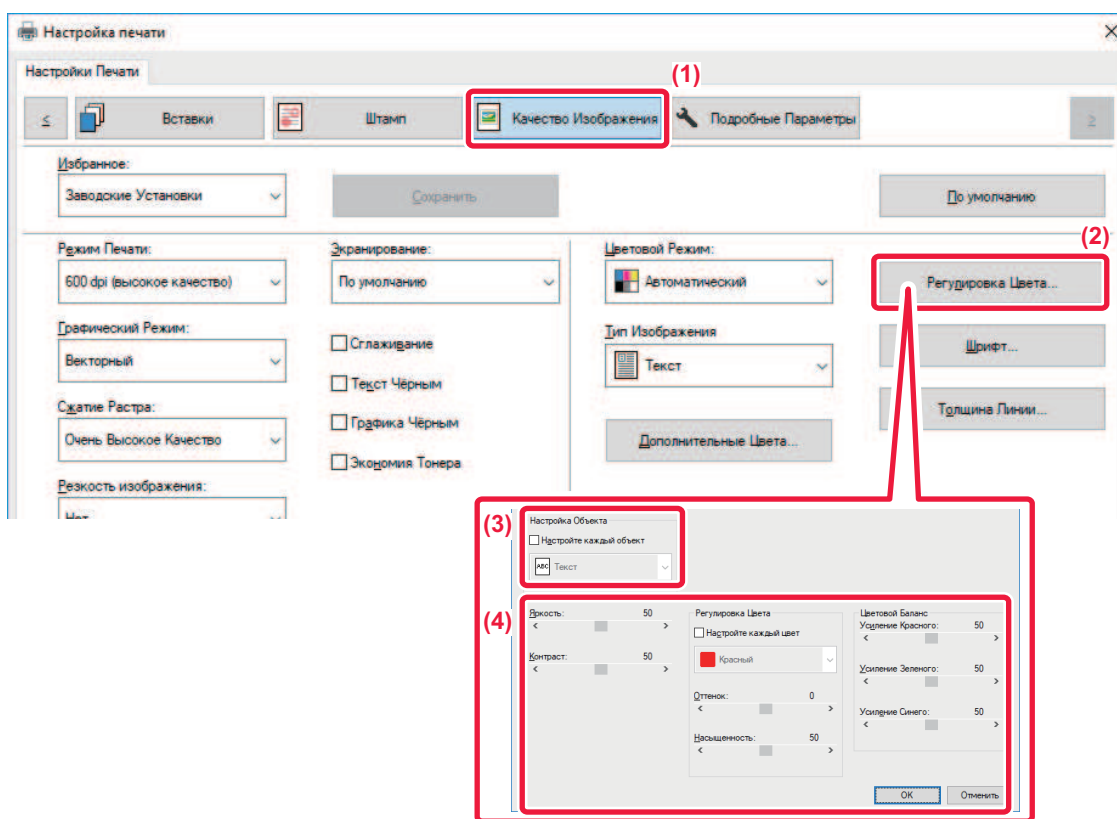 Настройка печати
Настройки Печати
(1)
<
Вставки
Штамп
Качество Изображения
Подробные Параметры
>
Избранное:
Заводские Установки
Сохранить
По умолчанию
(2)
Режим Печати:
600 dpi (высокое качество)
Экранирование:
По умолчанию
Цветовой Режим:
Автоматический
Регулировка Цвета...
Графический Режим:
Векторный
Сглаживание
Тип Изображения
Текст
Шрифт...
Текст Чёрным
Сжатие Растра:
Очень Высокое Качество
Графика Чёрным
Толщина Линии...
Дополнительные Цвета...
Экономия Тонера
Резкость изображения:
Нет
(3)
Настройка Объекта
Настройте каждый объект
ABC Текст
(4)
Яркость: 50
Контраст: 50
Регулировка Цвета
Настройте каждый цвет
Красный
Оттенок: 0
Насыщенность: 50
Цветовой Баланс
Усиление Красного: 50
Усиление Зеленого: 50
Усиление Синего: 50
OK
Отменить